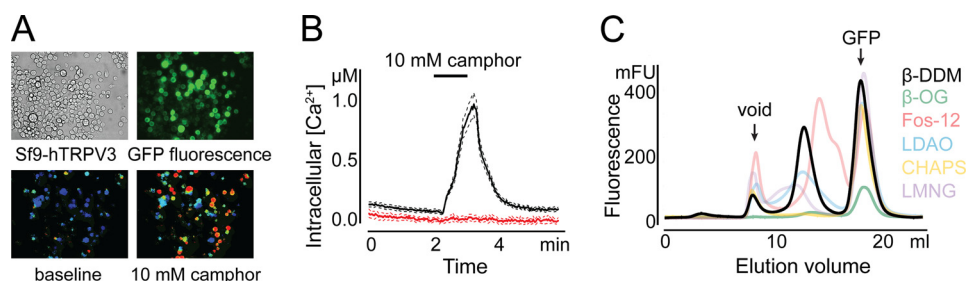 A
Sf9-hTRPV3
GFP fluorescence
baseline
10 mM camphor
B
µM
10 mM camphor
1.0
0.5
0.0
Intracellular [Ca²⁺]
0
2
4
min
Time
C
mFU
400
200
0
Fluorescence
void
GFP
β-DDM
β-OG
Fos-12
LDAO
CHAPS
LMNG
0
10
20
ml
Elution volume